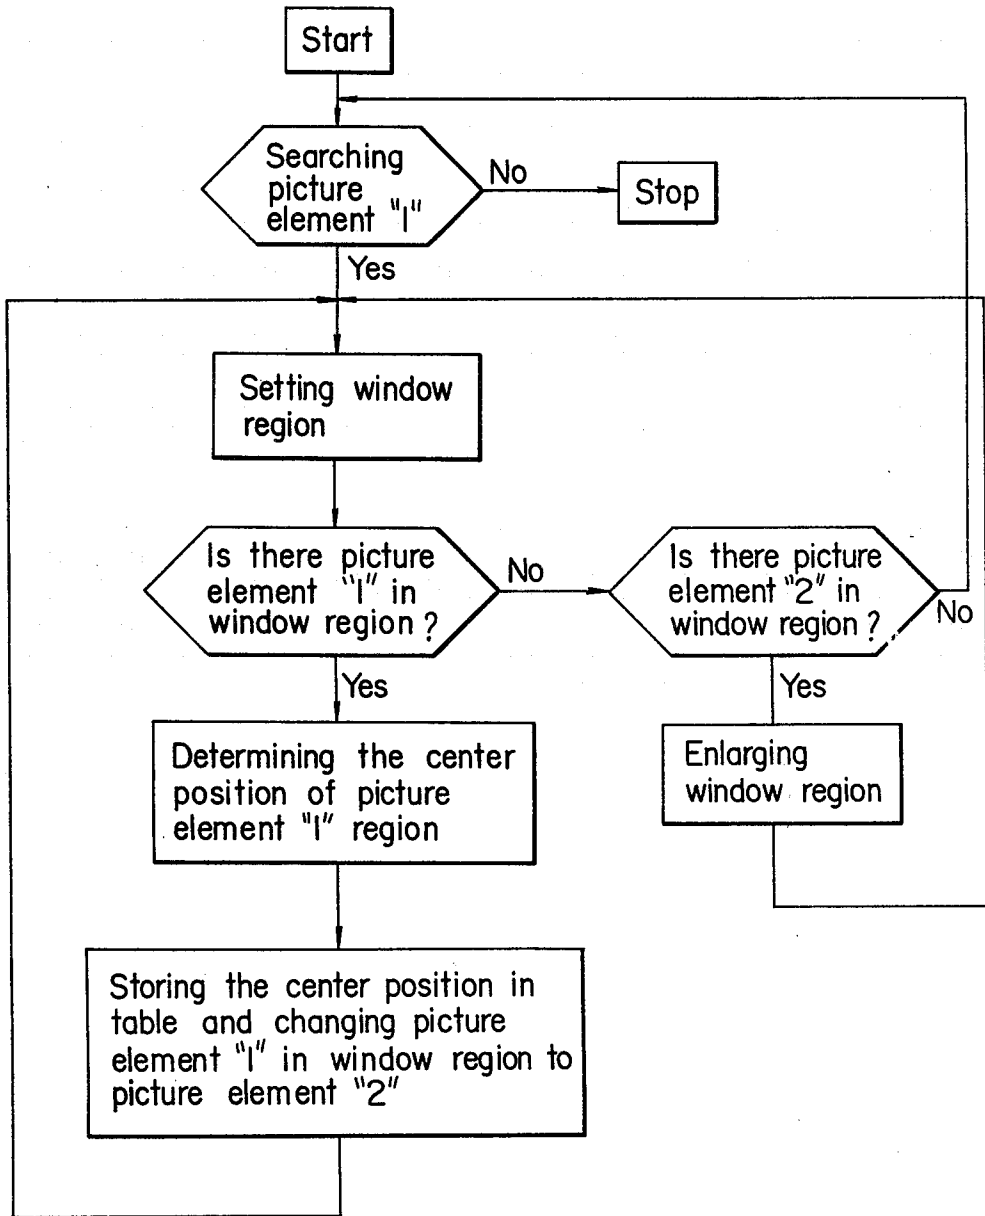 Start
Searching
picture
element "1"
No
Stop
Yes
Setting window
region
Is there picture
element "1" in
window region?
No
Is there picture
element "2" in
window region?
No
Yes
Yes
Determining the center
position of picture
element "1" region
Enlarging
window region
Storing the center position in
table and changing picture
element "1" in window region to
picture element "2"